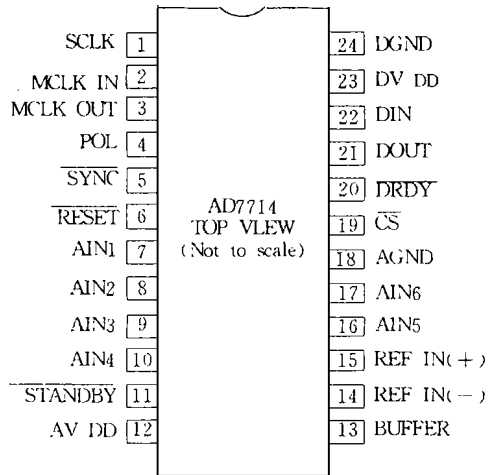 SCLK 1
MCLK IN 2
MCLK OUT 3
POL 4
SYNC 5
RESET 6
AIN1 7
AIN2 8
AIN3 9
AIN4 10
STANDBY 11
AV DD 12
AD7714
TOP VLEW
(Not to scale)
24 DGND
23 DV DD
22 DIN
21 DOUT
20 DRDY
19 CS
18 AGND
17 AIN6
16 AIN5
15 REF IN(+)
14 REF IN(-)
13 BUFFER